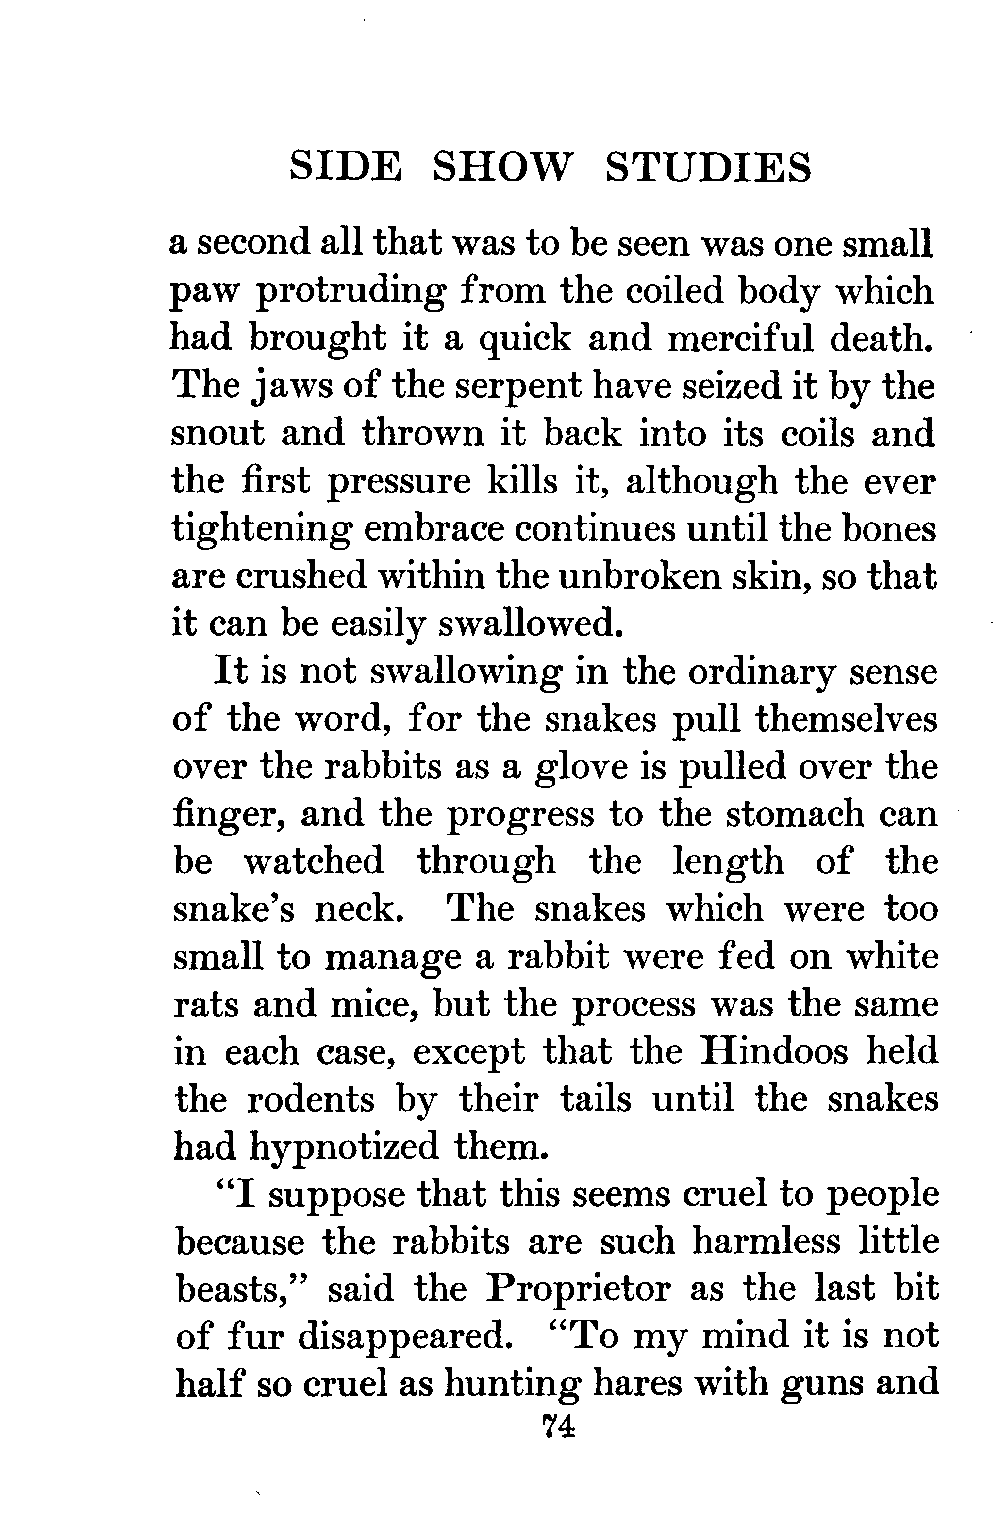 SIDE SHOW STUDIES
a second all that was to be seen was one small
paw protruding from the coiled body which
had brought it a quick and merciful death.
The jaws of the serpent have seized it by the
snout and thrown it back into its coils and
the first pressure kills it, although the ever
tightening embrace continues until the bones
are crushed within the unbroken skin, so that
it can be easily swallowed.
It is not swallowing in the ordinary sense
of the word, for the snakes pull themselves
over the rabbits as a glove is pulled over the
finger, and the progress to the stomach can
be watched through the length of the
snake's neck. The snakes which were too
small to manage a rabbit were fed on white
rats and mice, but the process was the same
in each case, except that the Hindoos held
the rodents by their tails until the snakes
had hypnotized them.
"I suppose that this seems cruel to people
because the rabbits are such harmless little
beasts," said the Proprietor as the last bit
of fur disappeared. "To my mind it is not
half so cruel as hunting hares with guns and
74